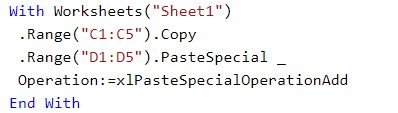 With Worksheets("Sheet1")
.Range("C1:C5").Copy
.Range("D1:D5").PasteSpecial _
Operation:=xlPasteSpecialOperationAdd
End With